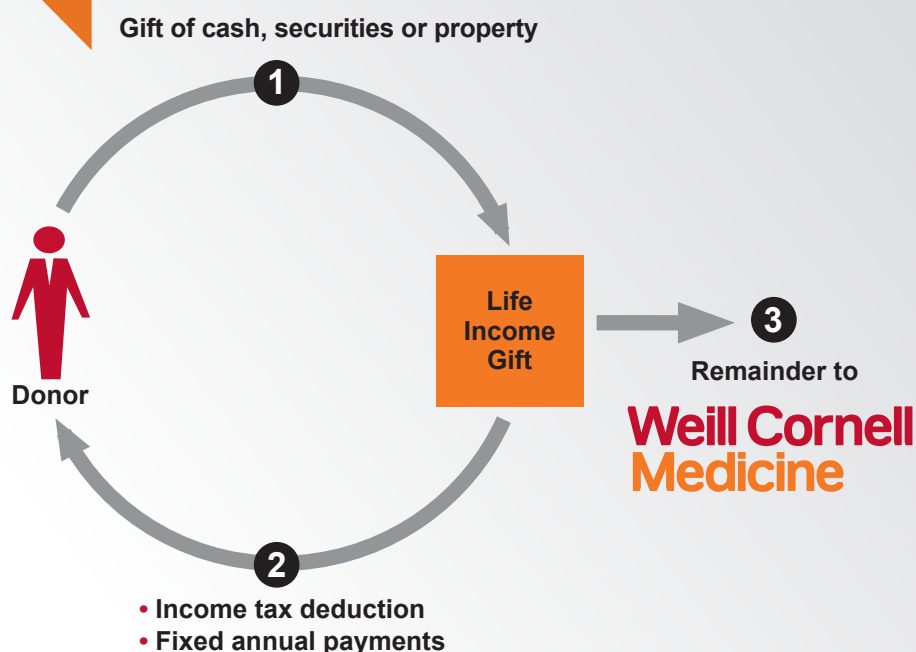 Gift of cash, securities or property
1
Life
Income
Gift
3
Remainder to
Weill Cornell
Medicine
Donor
2
• Income tax deduction
• Fixed annual payments